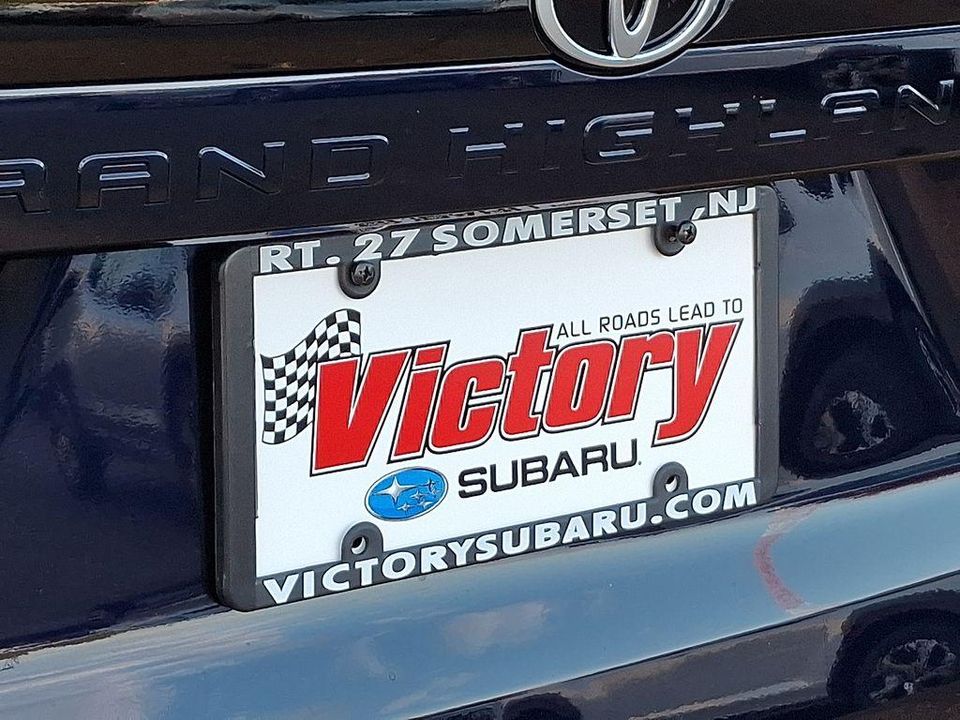 RAND HIGHLAN
RT. 27 SOMERSET, NJ
ALL ROADS LEAD TO
Victory
SUBARU.
VICTORYSUBARU.COM